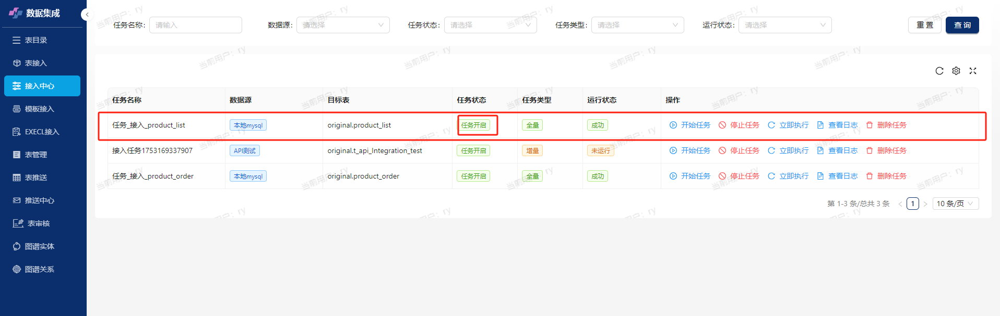 数据集成
表目录
表接入
接入中心
模板接入
EXECL接入
表管理
表推送
推送中心
表审核
图谱实体
图谱关系
任务名称: 请输入 数据源: 请选择 任务状态: 请选择 任务类型: 请选择 运行状态: 请选择 重置 查询
任务名称 数据源 目标表 任务状态 任务类型 运行状态 操作
任务_接入_product_list 本地mysql original.product_list 任务开启 全量 成功 开始任务 停止任务 立即执行 查看日志 删除任务
接入任务1753169337907 API测试 original.t_api_Integration_test 任务开启 增量 未运行 开始任务 停止任务 立即执行 查看日志 删除任务
任务_接入_product_order 本地mysql original.product_order 任务开启 全量 成功 开始任务 停止任务 立即执行 查看日志 删除任务
第 1-3 条/总共 3 条 < 1 > 10 条/页
当前用户: ry